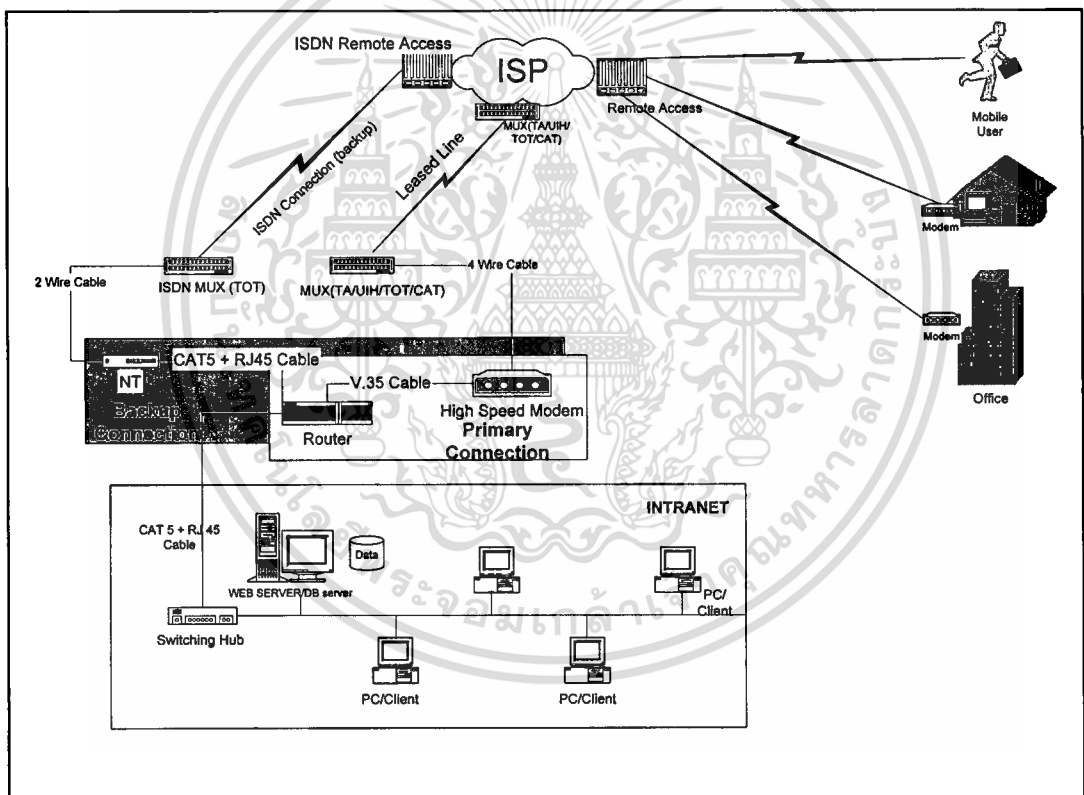 ISDN Remote Access
ISP
MUX(TA/UIH/
TOT/CAT)
Remote Access
Mobile
User
ISDN Connection (backup)
Leased Line
Modem
2 Wire Cable
ISDN MUX (TOT)
MUX(TA/UIH/TOT/CAT)
4 Wire Cable
Modem
Office
CAT5 + RJ45 Cable
NT
Backup
Connection
V.35 Cable
Router
High Speed Modem
Primary
Connection
INTRANET
CAT 5 + RJ 45
Cable
Data
WEB SERVER/DB server
PC/
Client
Switching Hub
PC/Client
PC/Client